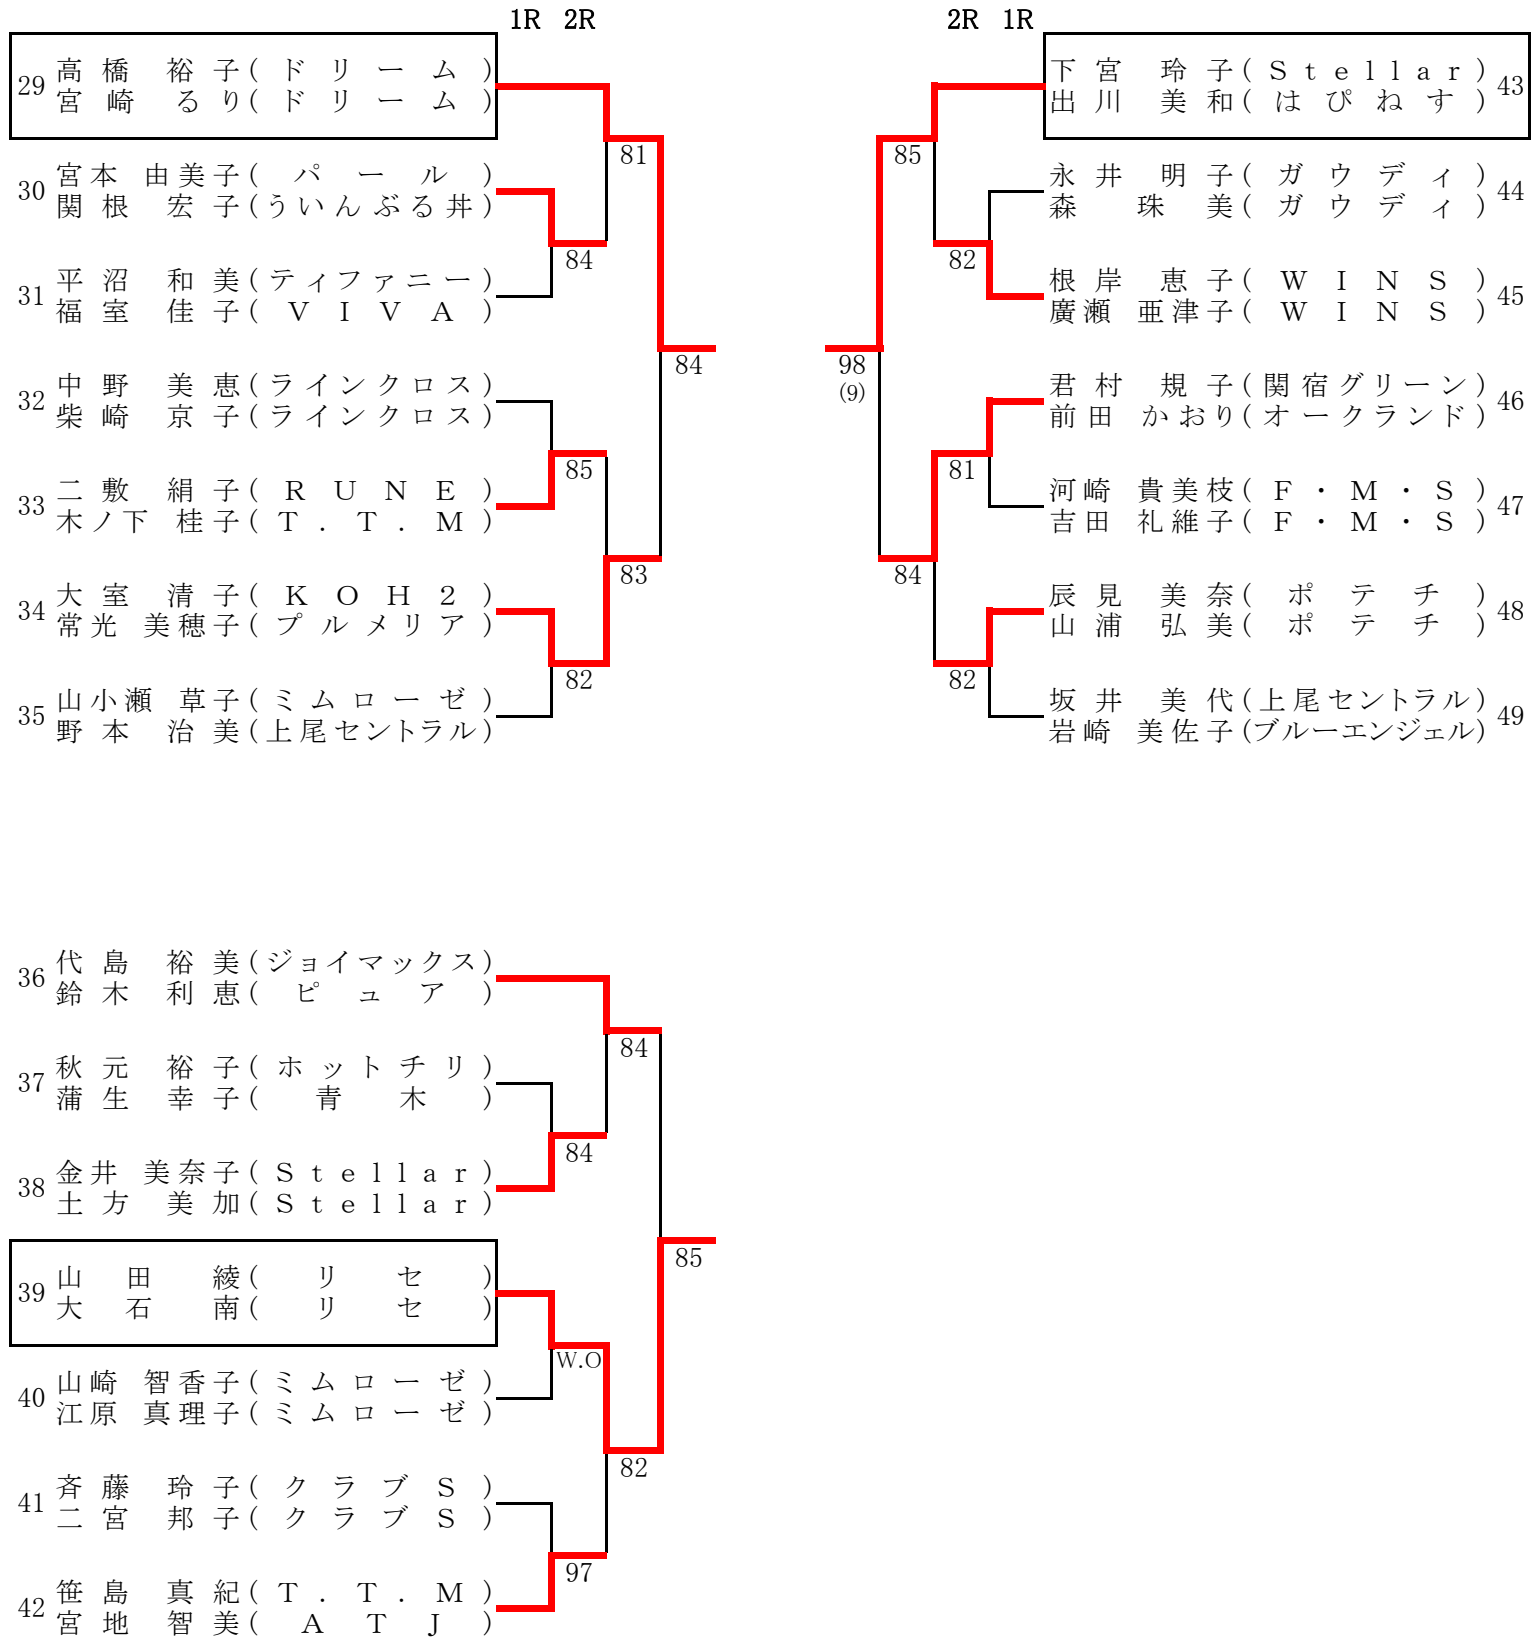 1R 2R
29 高橋 裕子(ドリーム)
宮崎 るり(ドリーム)
81
30 宮本 由美子(パール)
関根 宏子(ういんぶる丼)
84
31 平沼 和美(ティファニー)
福室 佳子(VIVA)
84
32 中野 美恵(ラインクロス)
柴崎 京子(ラインクロス)
85
33 二敷 絹子(RUNE)
木ノ下 桂子(T.T.M)
83
34 大室 清子(KOH2)
常光 美穂子(プルメリア)
82
35 山小瀬 草子(ミムローゼ)
野本 治美(上尾セントラル)
2R 1R
下宮 玲子(Stellar) 43
出川 美和(はぴねす)
85
永井 明子(ガウディ) 44
森 珠美(ガウディ)
82
根岸 恵子(WINS) 45
廣瀬 亜津子(WINS)
98
(9)
君村 規子(関宿グリーン) 46
前田 かおり(オークランド)
81
河崎 貴美枝(F・M・S) 47
吉田 礼維子(F・M・S)
84
辰見 美奈(ポテチ) 48
山浦 弘美(ポテチ)
82
坂井 美代(上尾セントラル) 49
岩崎 美佐子(ブルーエンジェル)
36 代島 裕美(ジョイマックス)
鈴木 利恵(ピュア)
84
37 秋元 裕子(ホットチリ)
蒲生 幸子(青木)
84
38 金井 美奈子(Stellar)
土方 美加(Stellar)
85
39 山田 綾(リセ)
大石 南(リセ)
W.O
40 山崎 智香子(ミムローゼ)
江原 真理子(ミムローゼ)
82
41 斉藤 玲子(クラブS)
二宮 邦子(クラブS)
97
42 笹島 真紀(T.T.M)
宮地 智美(ATJ)